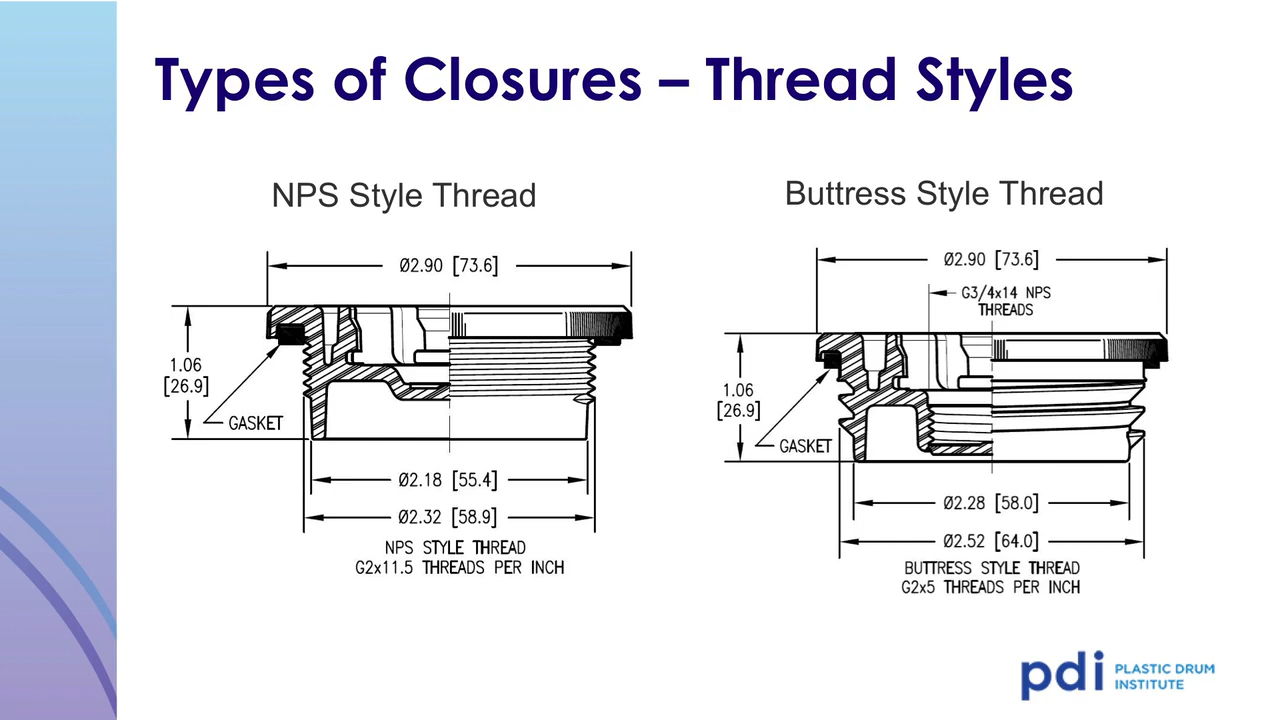 Types of Closures – Thread Styles
NPS Style Thread
Ø2.90 [73.6]
1.06
[26.9]
GASKET
Ø2.18 [55.4]
Ø2.32 [58.9]
NPS STYLE THREAD
G2x11.5 THREADS PER INCH
Buttress Style Thread
Ø2.90 [73.6]
G3/4x14 NPS
THREADS
1.06
[26.9]
GASKET
Ø2.28 [58.0]
Ø2.52 [64.0]
BUTTRESS STYLE THREAD
G2x5 THREADS PER INCH
pdi PLASTIC DRUM
INSTITUTE